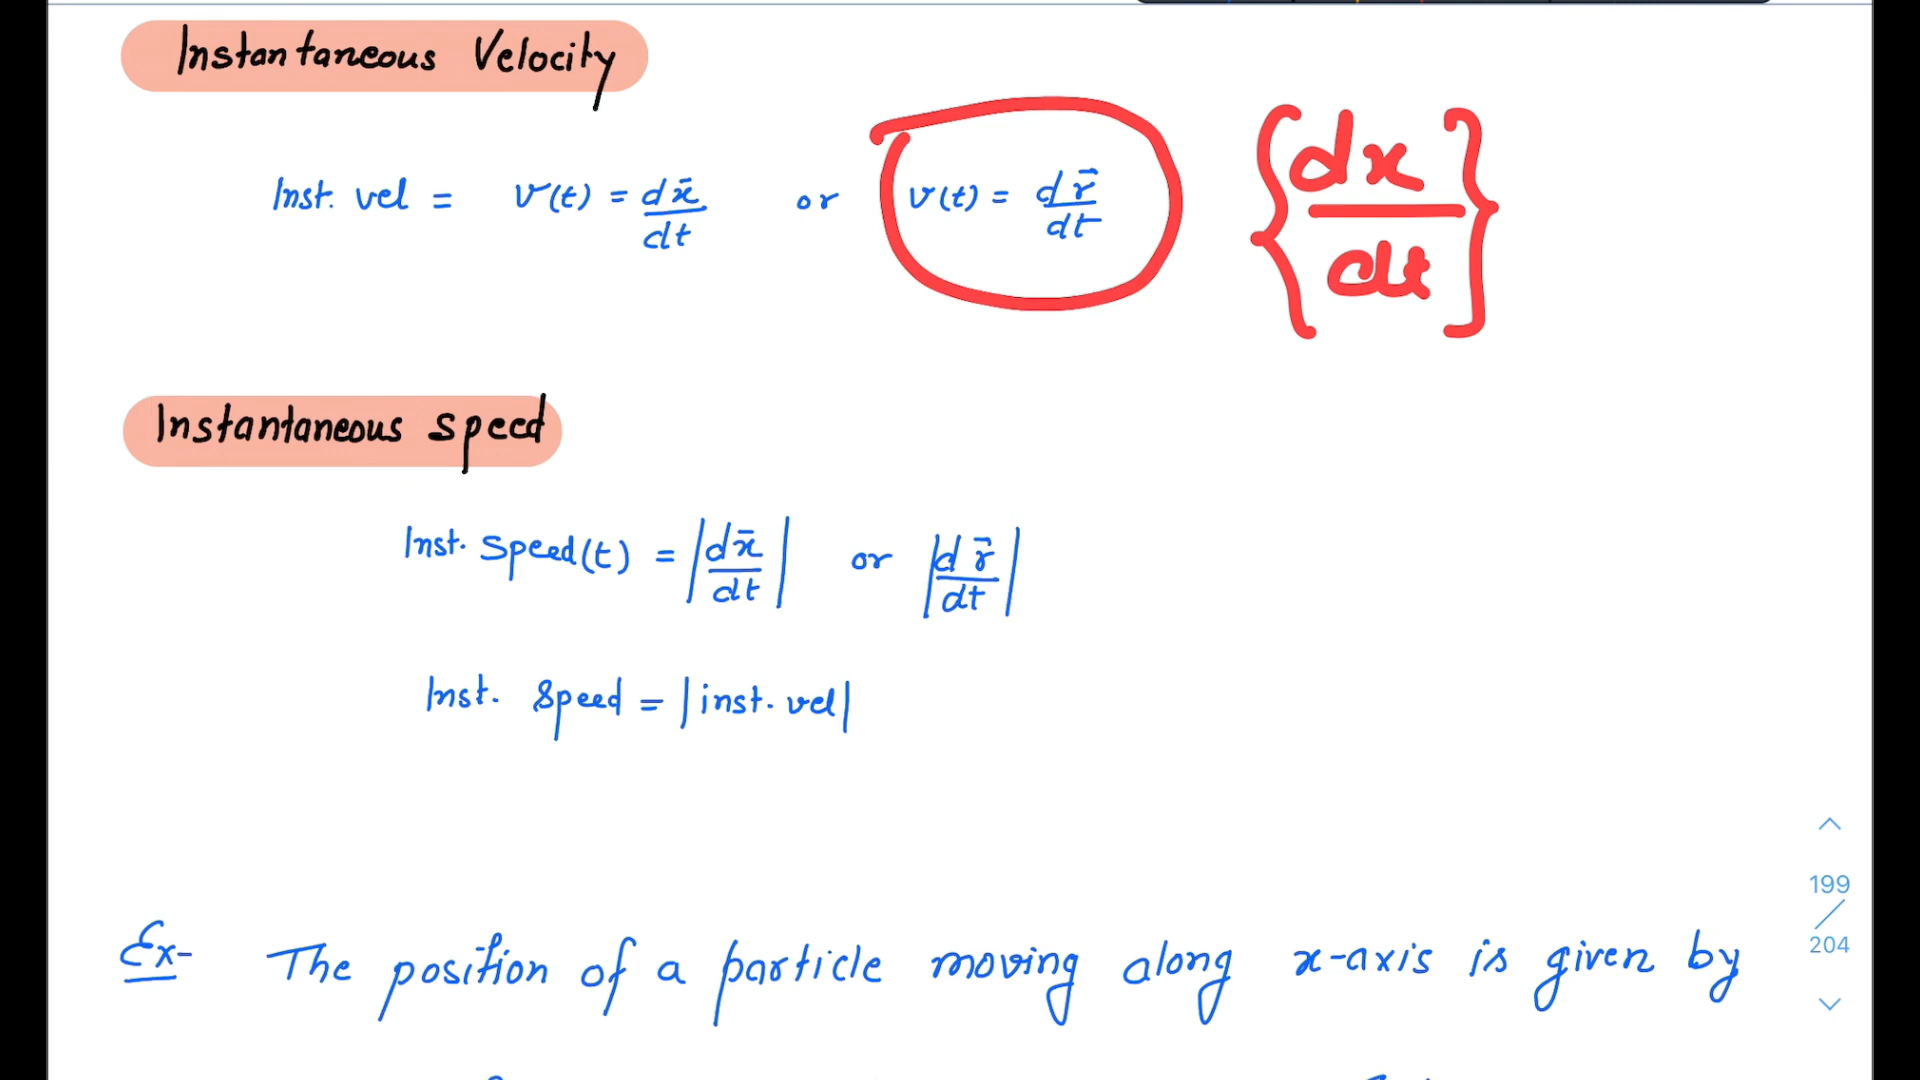 Instantaneous Velocity
Inst. vel = v(t) = dx̄/dt or v(t) = dr⃗/dt {dx/dt}
Instantaneous speed
Inst. Speed(t) = |dx̄/dt| or |dr⃗/dt|
Inst. Speed = |inst. vel|
199
/
204
Ex- The position of a particle moving along x-axis is given by